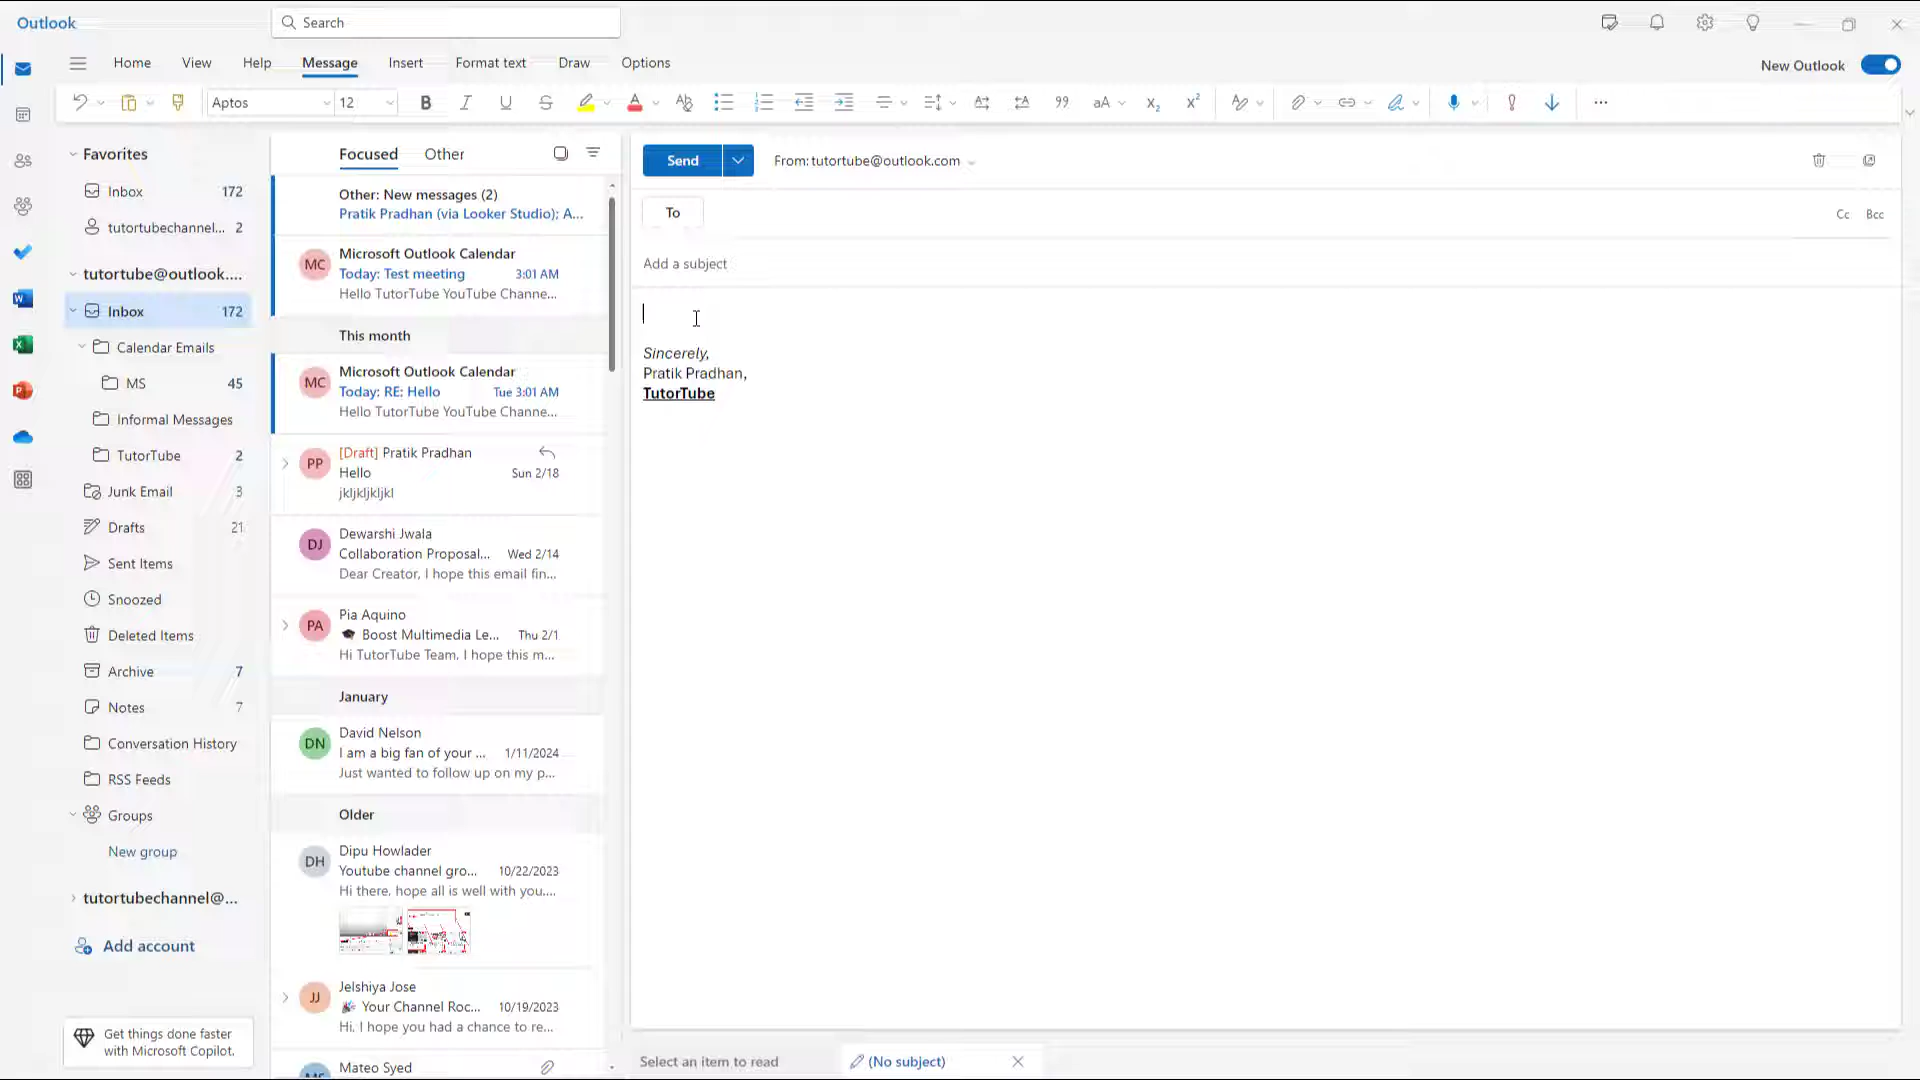 Outlook
Search
Home View Help Message Insert Format text Draw Options
New Outlook
Aptos 12
Favorites
Inbox 172
tutortubechannel... 2
tutortube@outlook....
Inbox 172
Calendar Emails
MS 45
Informal Messages
TutorTube 2
Junk Email 3
Drafts 21
Sent Items
Snoozed
Deleted Items
Archive 7
Notes 7
Conversation History
RSS Feeds
Groups
New group
tutortubechannel@...
Add account
Get things done faster
with Microsoft Copilot.
Focused Other
Other: New messages (2)
Pratik Pradhan (via Looker Studio); A...
MC
Microsoft Outlook Calendar
Today: Test meeting 3:01 AM
Hello TutorTube YouTube Channe...
This month
MC
Microsoft Outlook Calendar
Today: RE: Hello Tue 3:01 AM
Hello TutorTube YouTube Channe...
PP
[Draft] Pratik Pradhan
Hello Sun 2/18
jkljkljkljkl
DJ
Dewarshi Jwala
Collaboration Proposal... Wed 2/14
Dear Creator, I hope this email fin...
PA
Pia Aquino
Boost Multimedia Le... Thu 2/1
Hi TutorTube Team, I hope this m...
January
DN
David Nelson
I am a big fan of your ... 1/11/2024
Just wanted to follow up on my p...
Older
DH
Dipu Howlader
Youtube channel gro... 10/22/2023
Hi there, hope all is well with you....
JJ
Jelshiya Jose
Your Channel Roc... 10/19/2023
Hi, I hope you had a chance to re...
Mateo Syed
Send From: tutortube@outlook.com
To Cc Bcc
Add a subject
Sincerely,
Pratik Pradhan,
TutorTube
Select an item to read (No subject)